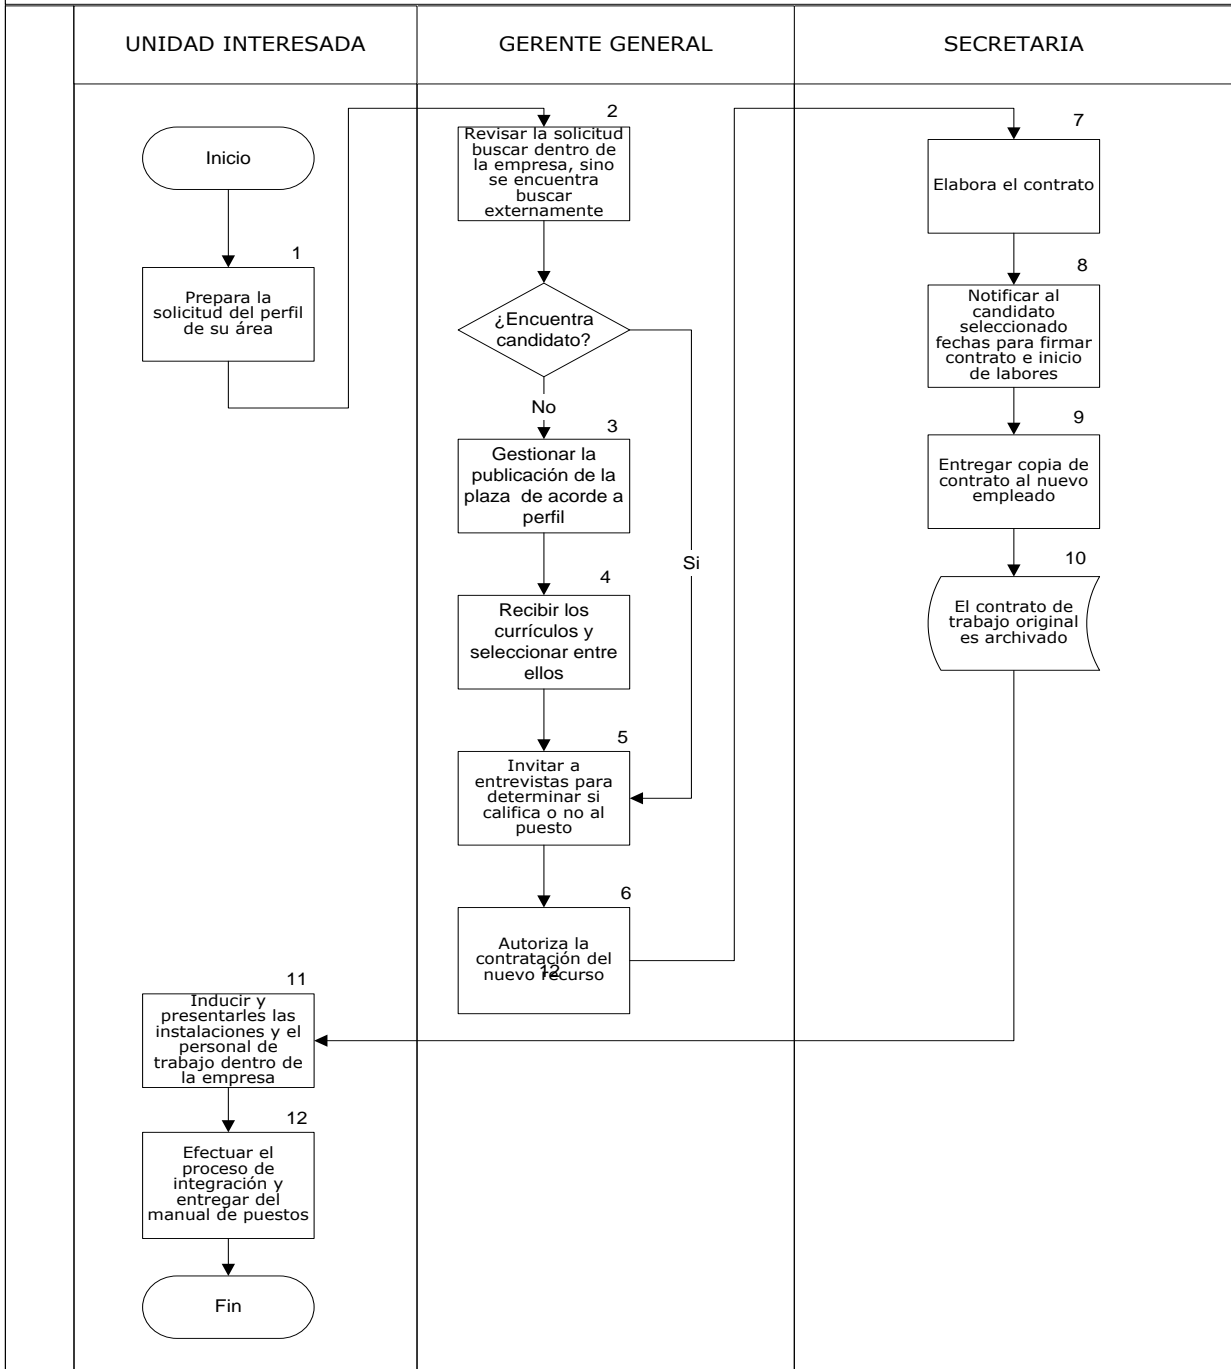 UNIDAD INTERESADA
GERENTE GENERAL
SECRETARIA
Inicio
1
Prepara la
solicitud del perfil
de su área
2
Revisar la solicitud
buscar dentro de
la empresa, sino
se encuentra
buscar
externamente
¿Encuentra
candidato?
No
Si
3
Gestionar la
publicación de la
plaza de acorde a
perfil
4
Recibir los
currículos y
seleccionar entre
ellos
5
Invitar a
entrevistas para
determinar si
califica o no al
puesto
6
Autoriza la
contratación del
nuevo recurso
12
7
Elabora el contrato
8
Notificar al
candidato
seleccionado
fechas para firmar
contrato e inicio
de labores
9
Entregar copia de
contrato al nuevo
empleado
10
El contrato de
trabajo original
es archivado
11
Inducir y
presentarles las
instalaciones y el
personal de
trabajo dentro de
la empresa
12
Efectuar el
proceso de
integración y
entregar del
manual de puestos
Fin